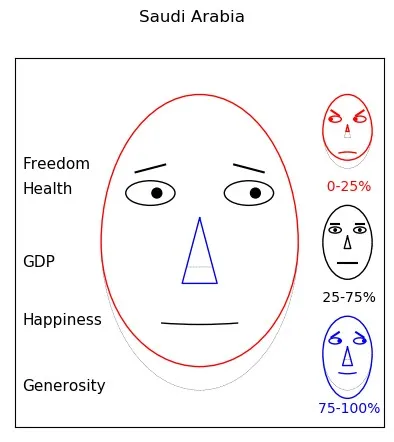 Saudi Arabia
Freedom
Health
GDP
Happiness
Generosity
0-25%
25-75%
75-100%